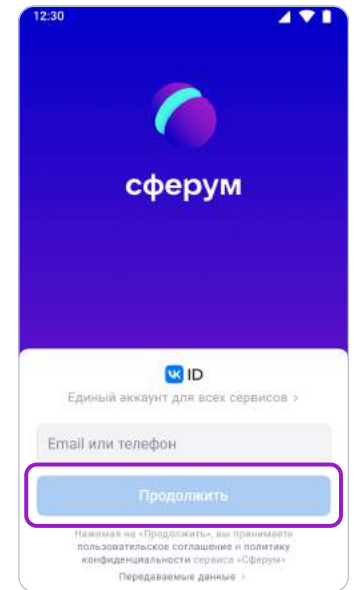 12:30
сферум
VK ID
Единый аккаунт для всех сервисов >
Email или телефон
Продолжить
Нажимая на «Продолжить», вы принимаете
пользовательское соглашение и политику
конфиденциальности сервиса «Сферум»
Передаваемые данные >